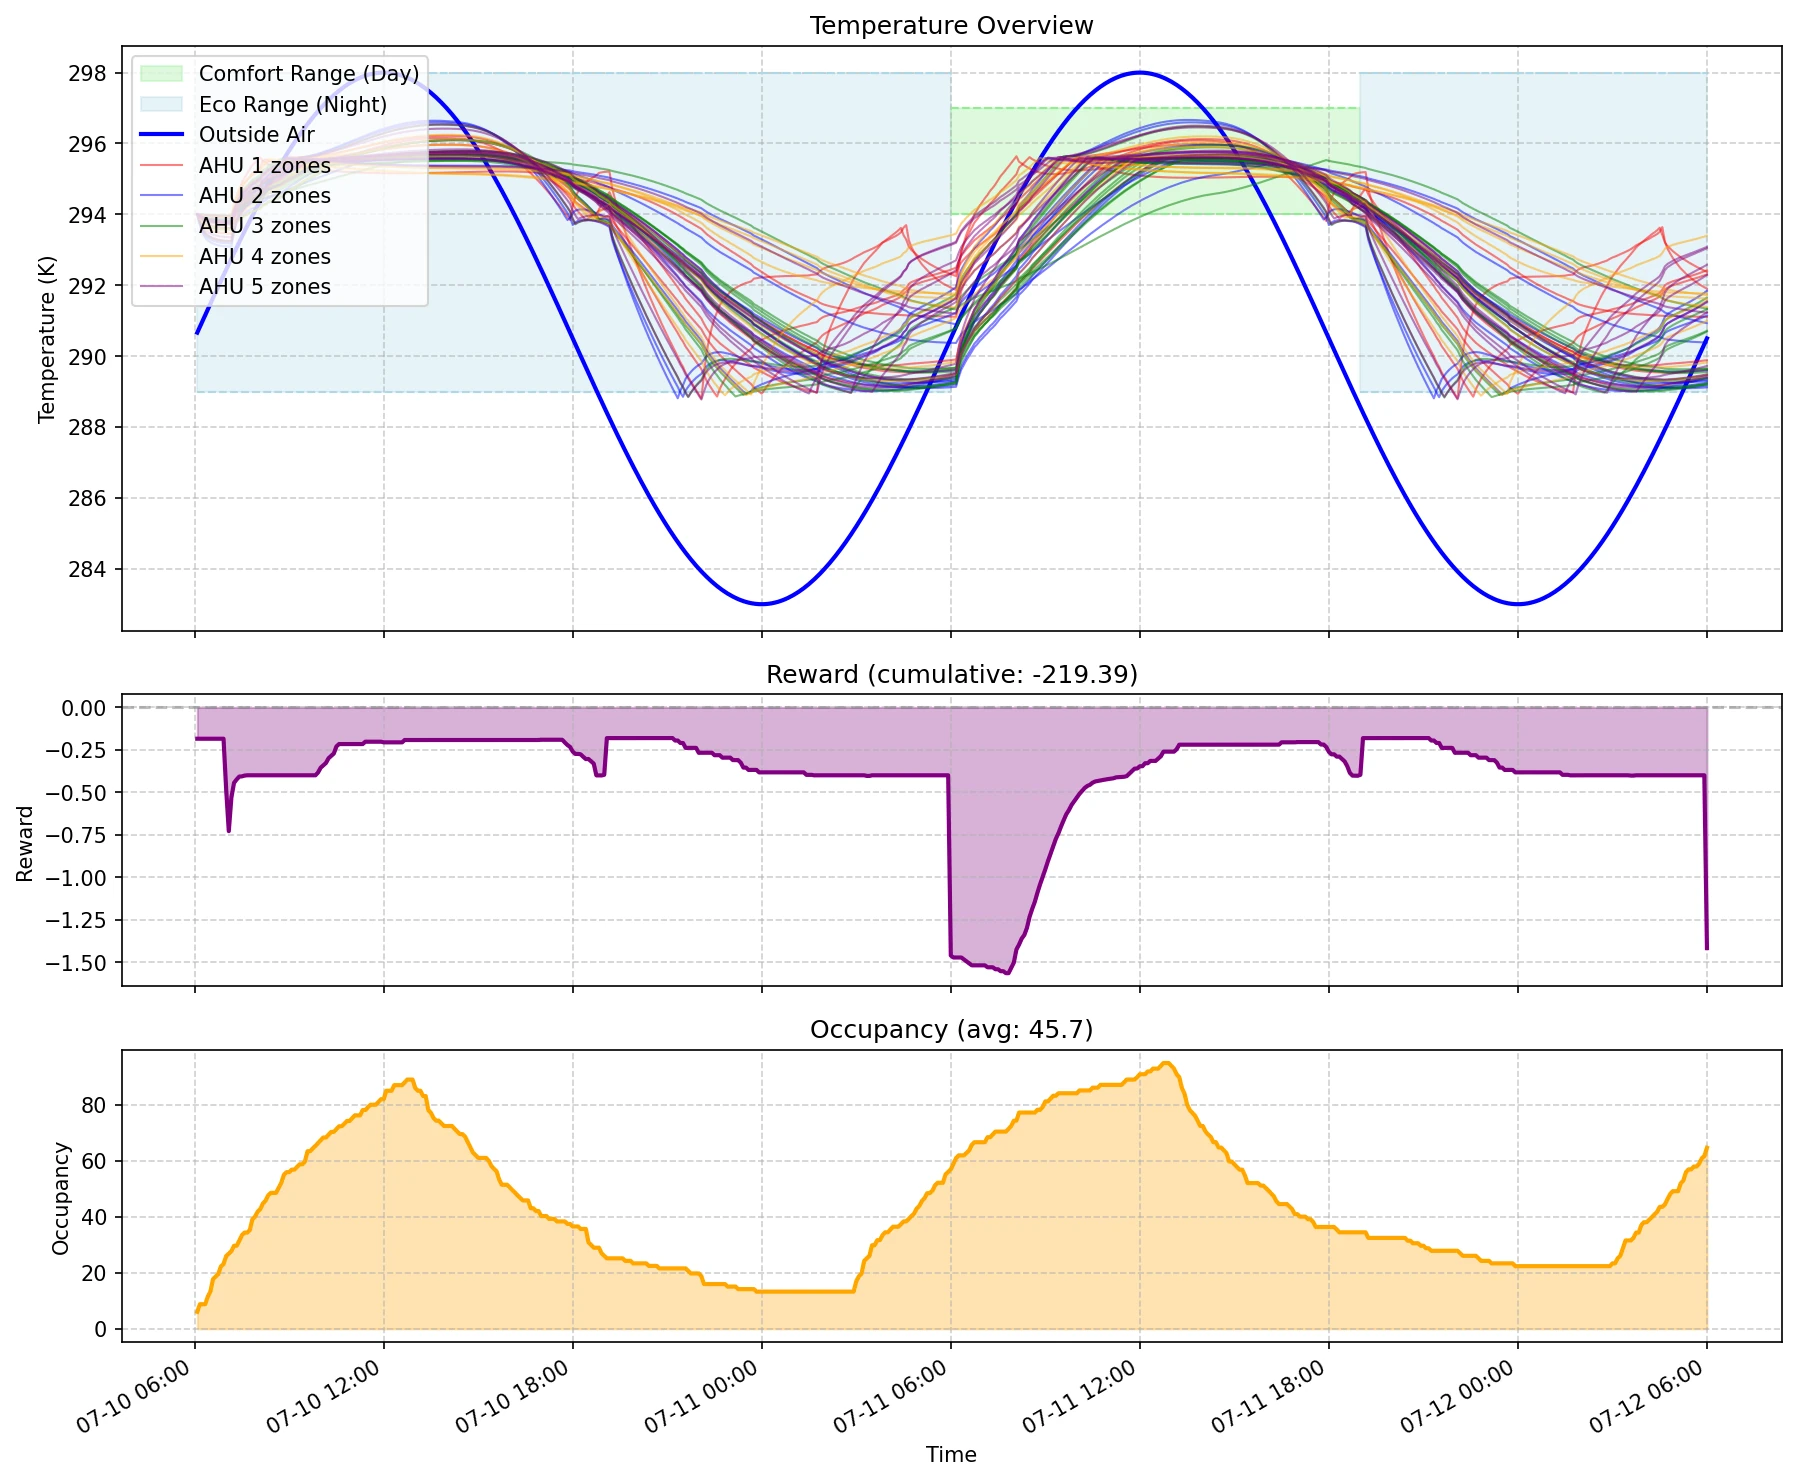 Temperature Overview
298
296
294
292
290
288
286
284
Temperature (K)
Comfort Range (Day)
Eco Range (Night)
Outside Air
AHU 1 zones
AHU 2 zones
AHU 3 zones
AHU 4 zones
AHU 5 zones
Reward (cumulative: -219.39)
0.00
−0.25
−0.50
−0.75
−1.00
−1.25
−1.50
Reward
Occupancy (avg: 45.7)
80
60
40
20
0
Occupancy
07-10 06:00
07-10 12:00
07-10 18:00
07-11 00:00
07-11 06:00
07-11 12:00
07-11 18:00
07-12 00:00
07-12 06:00
Time